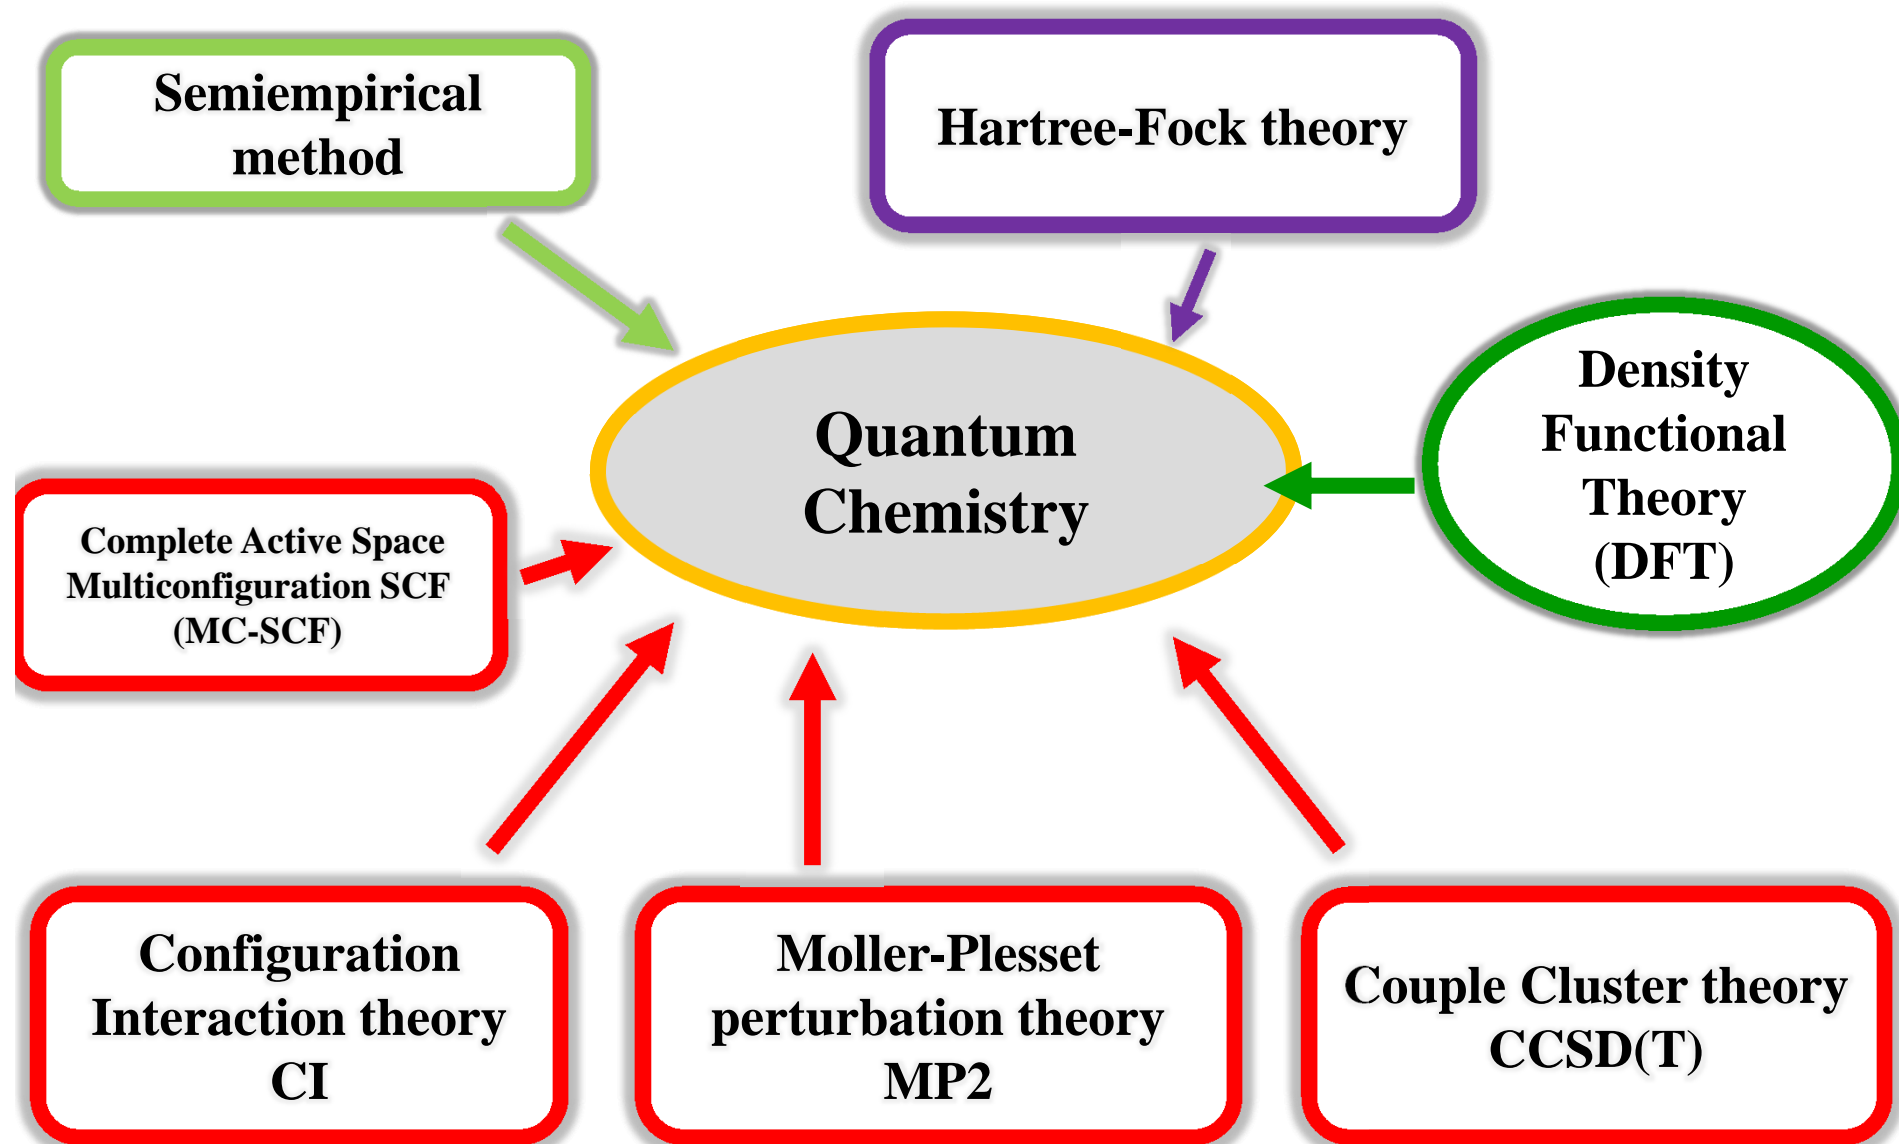 Semiempirical
method
Hartree-Fock theory
Density
Functional
Theory
(DFT)
Quantum
Chemistry
Complete Active Space
Multiconfiguration SCF
(MC-SCF)
Configuration
Interaction theory
CI
Moller-Plesset
perturbation theory
MP2
Couple Cluster theory
CCSD(T)